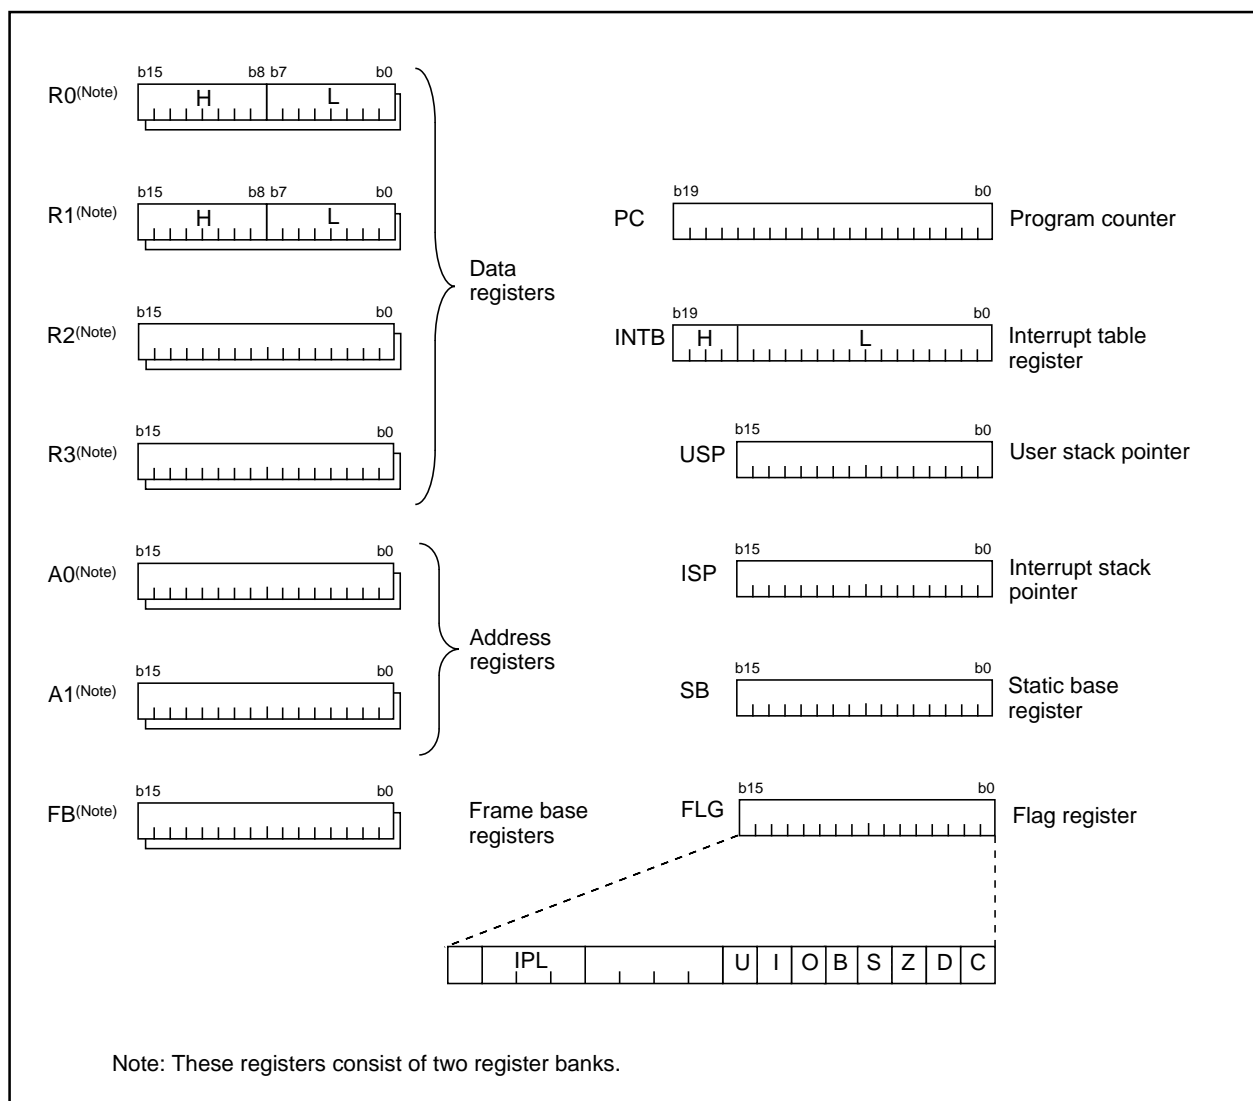 b15 b8 b7 b0
R0(Note) H L
b15 b8 b7 b0
R1(Note) H L
b15 b0
R2(Note)
b15 b0
R3(Note)
Data
registers
b15 b0
A0(Note)
b15 b0
A1(Note)
Address
registers
b15 b0
FB(Note)
Frame base
registers
b19 b0
PC Program counter
b19 b0
INTB H L Interrupt table
register
b15 b0
USP User stack pointer
b15 b0
ISP Interrupt stack
pointer
b15 b0
SB Static base
register
b15 b0
FLG Flag register
IPL U I O B S Z D C
Note: These registers consist of two register banks.